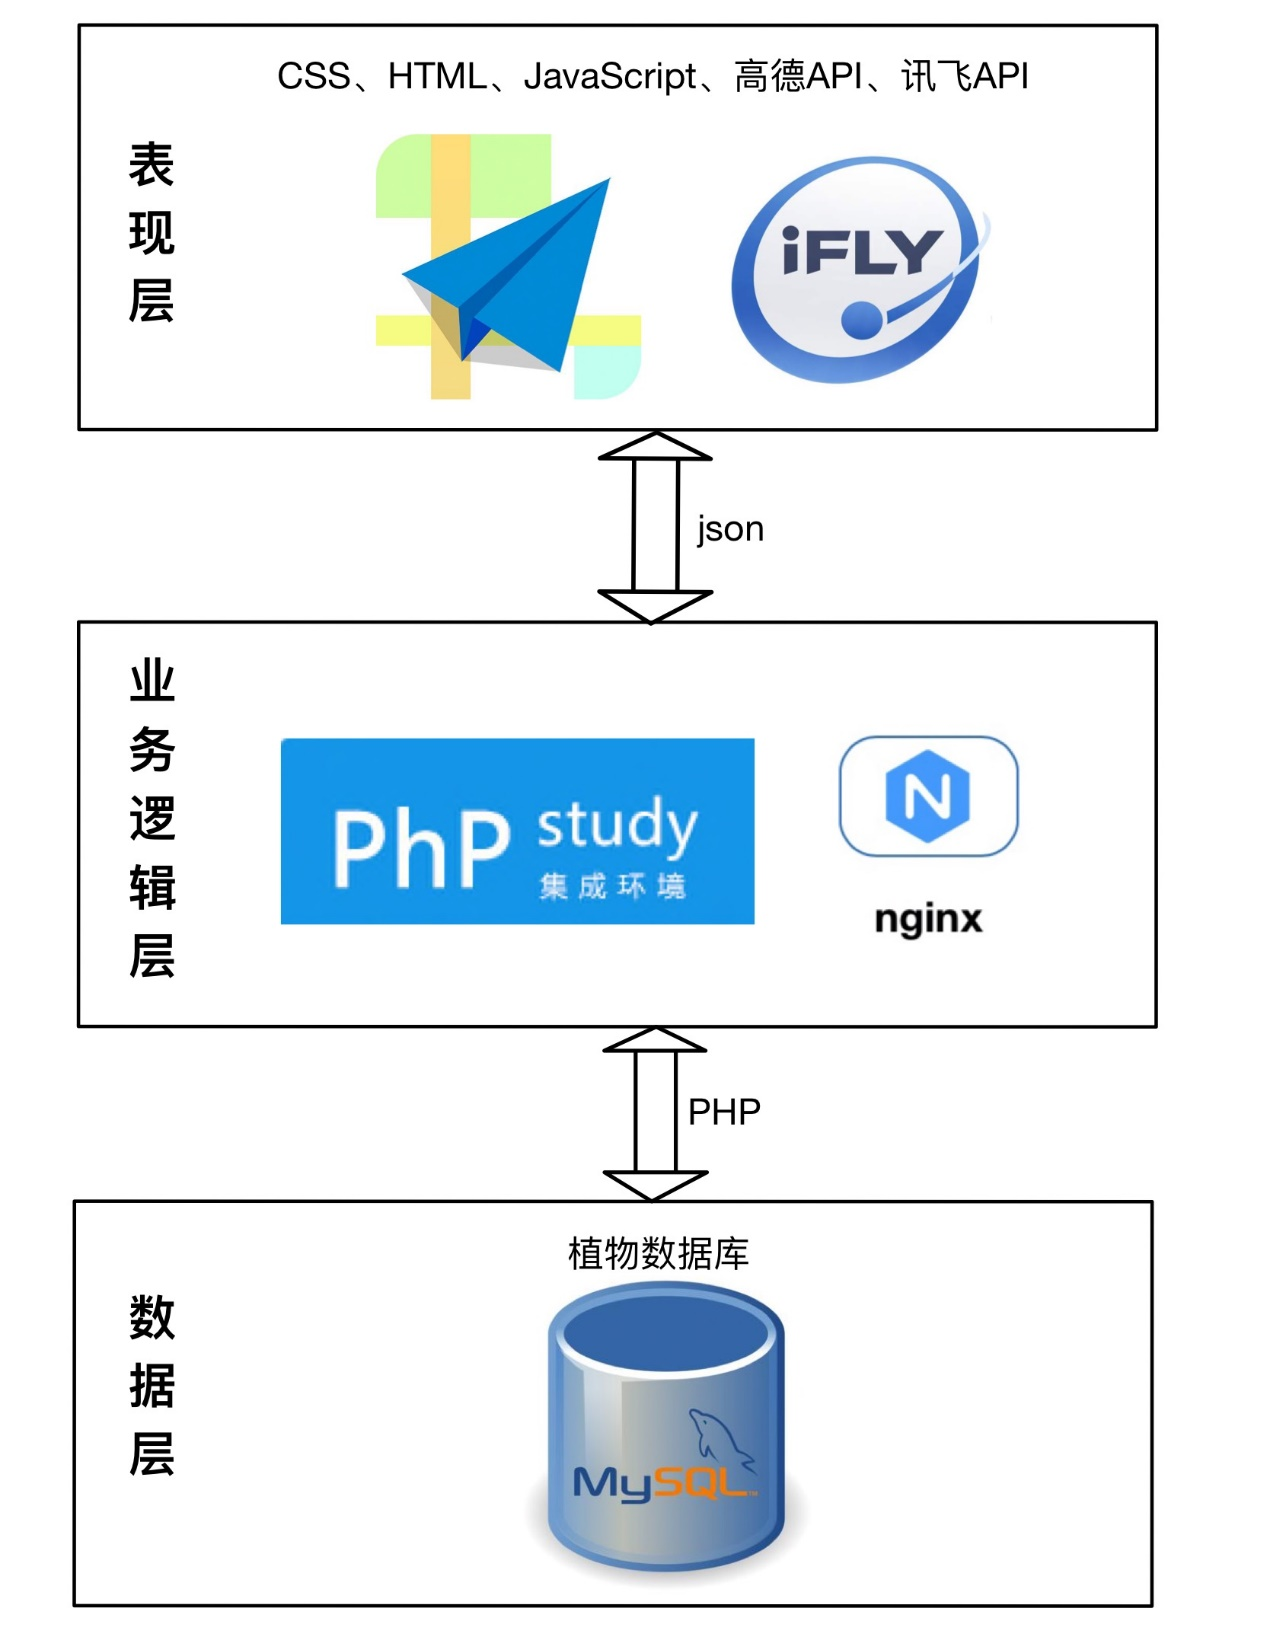 CSS、HTML、JavaScript、高德API、讯飞API
表现层
iFLY
json
业务逻辑层
PhP study
集成环境
N
nginx
PHP
植物数据库
数据层
MySQL™